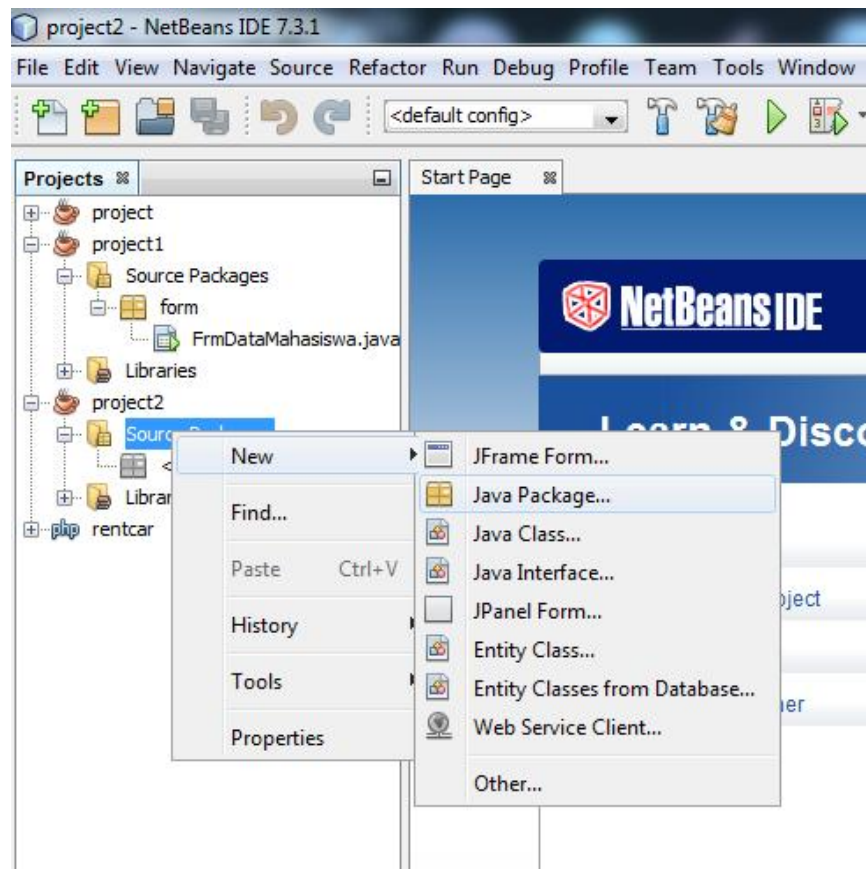 project2 - NetBeans IDE 7.3.1
File Edit View Navigate Source Refactor Run Debug Profile Team Tools Window
<default config>
Projects
Start Page
project
project1
Source Packages
form
FrmDataMahasiswa.java
Libraries
project2
rentcar
NetBeans IDE
Learn & Disco
New
Find...
Paste Ctrl+V
History
Tools
Properties
JFrame Form...
Java Package...
Java Class...
Java Interface...
JPanel Form...
Entity Class...
Entity Classes from Database...
Web Service Client...
Other...